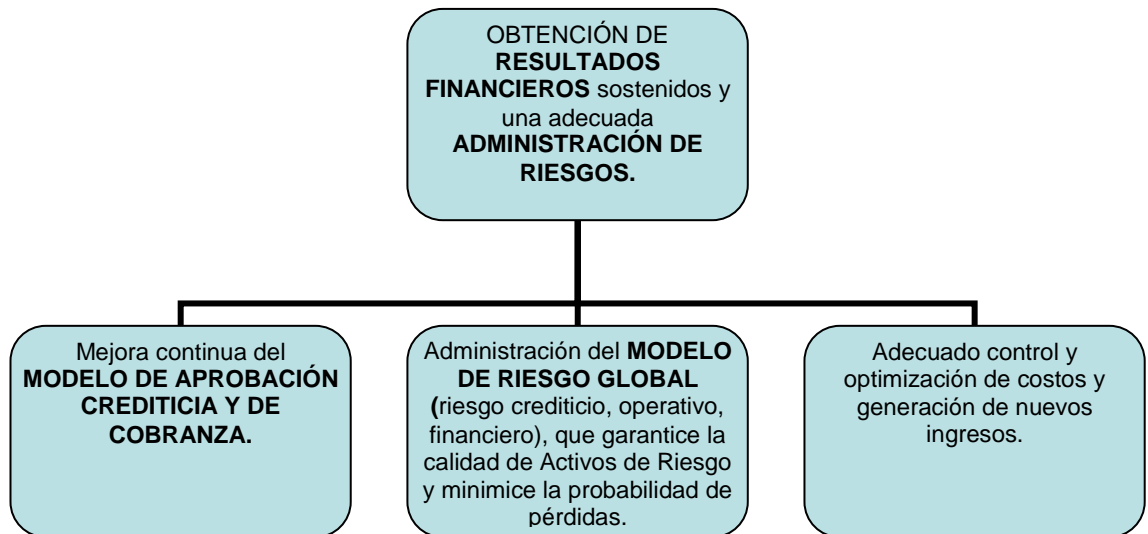 OBTENCIÓN DE
RESULTADOS
FINANCIEROS sostenidos y
una adecuada
ADMINISTRACIÓN DE
RIESGOS.
Mejora continua del
MODELO DE APROBACIÓN
CREDITICIA Y DE
COBRANZA.
Administración del MODELO
DE RIESGO GLOBAL
(riesgo crediticio, operativo,
financiero), que garantice la
calidad de Activos de Riesgo
y minimice la probabilidad de
pérdidas.
Adecuado control y
optimización de costos y
generación de nuevos
ingresos.